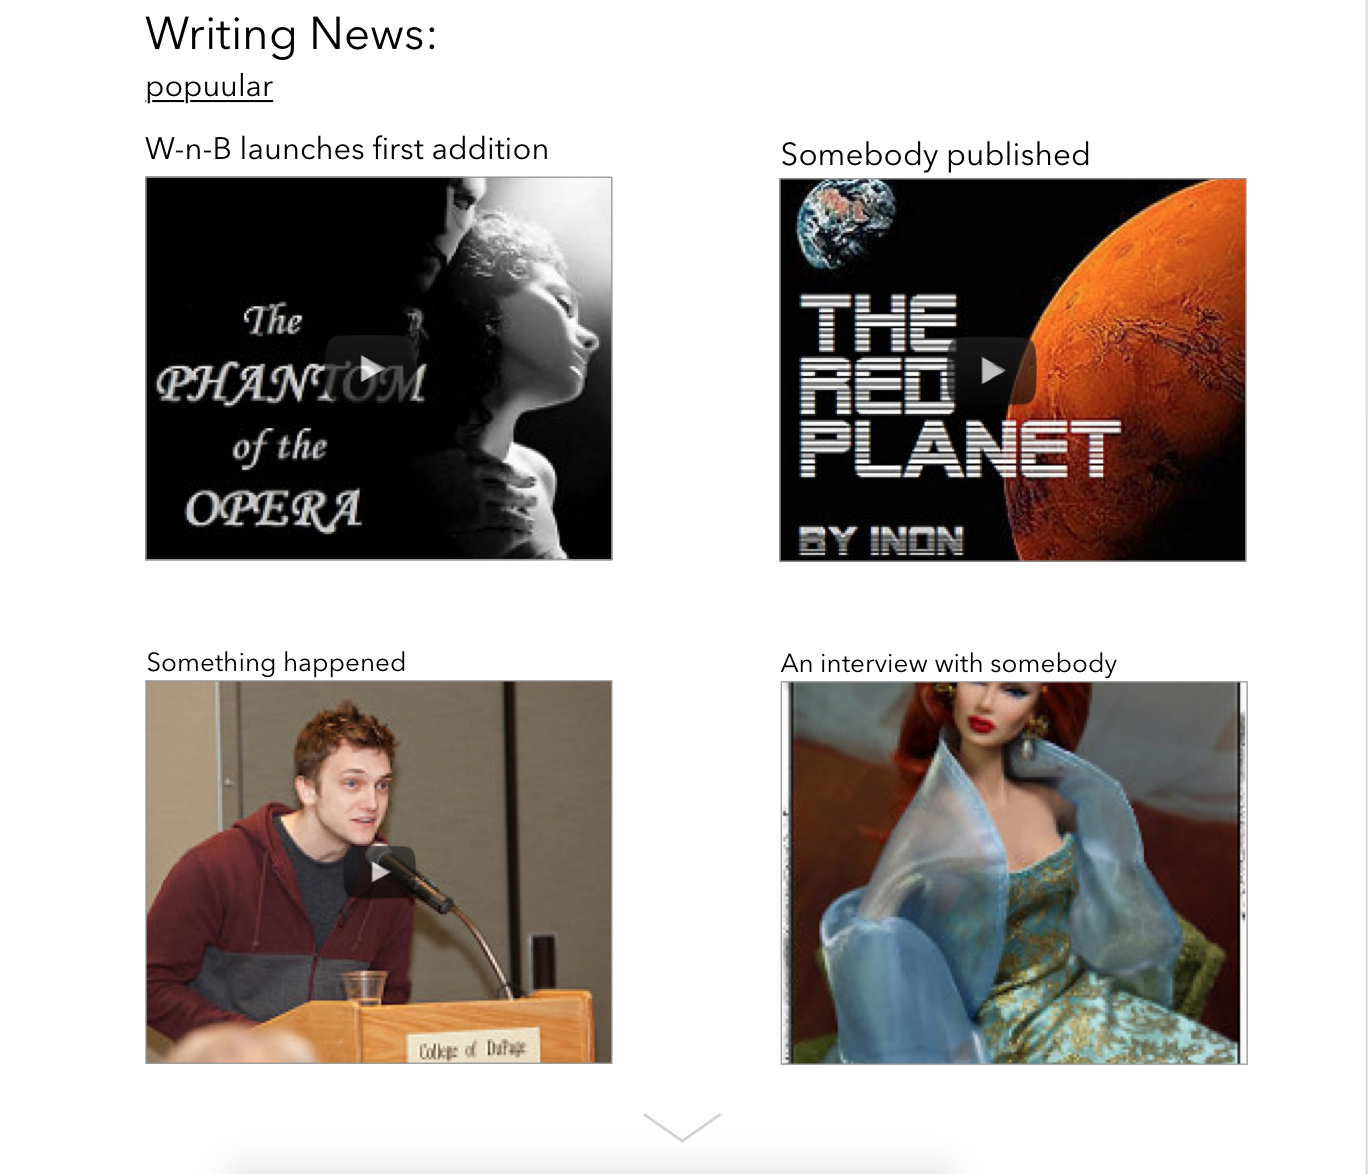 Writing News:
popuular
W-n-B launches first addition
Somebody published
The
PHANTOM
of the
OPERA
THE
RED
PLANET
BY INON
Something happened
An interview with somebody
College of DuPage